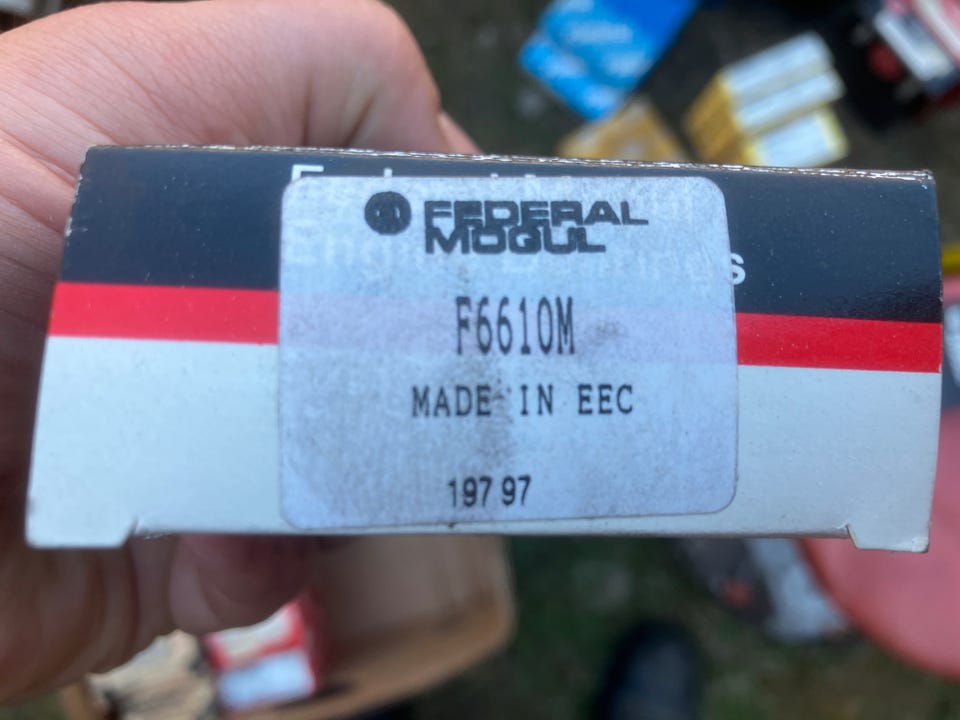 FEDERAL
MOGUL
F6610M
MADE IN EEC
197 97